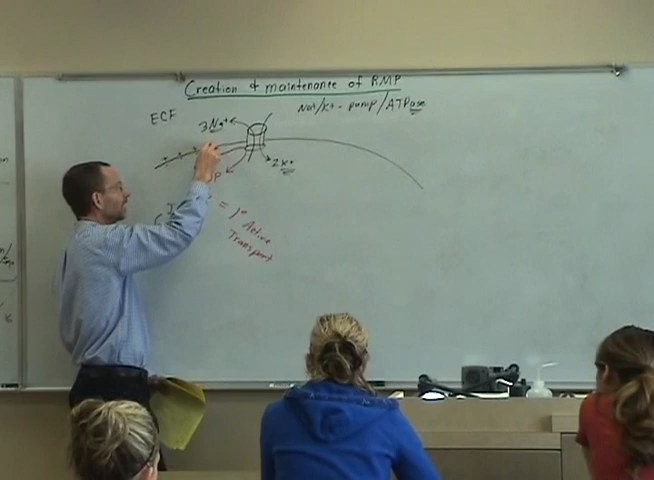 Creation & maintenance of RMP
Na+/K+ - pump/ATPase
ECF
3Na+
2K+
P
= 1° Active
Transport